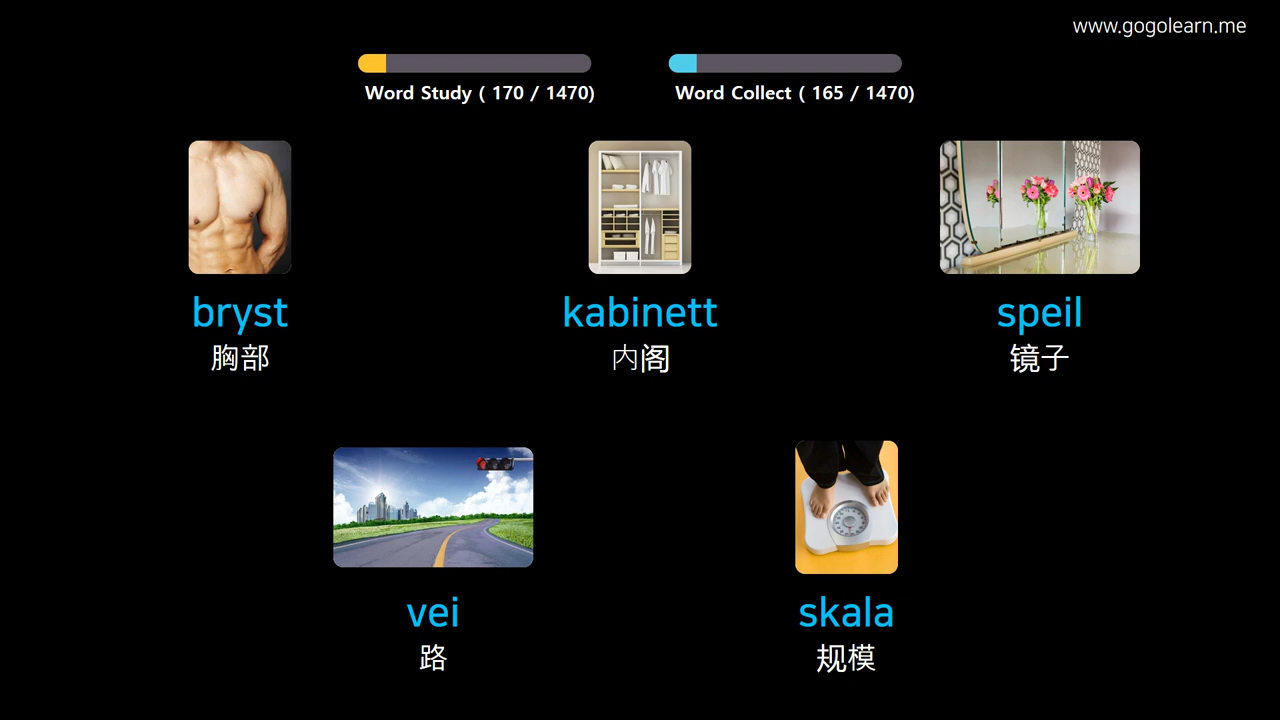 www.gogolearn.me
Word Study ( 170 / 1470)
Word Collect ( 165 / 1470)
bryst
胸部
kabinett
内阁
speil
镜子
vei
路
skala
规模